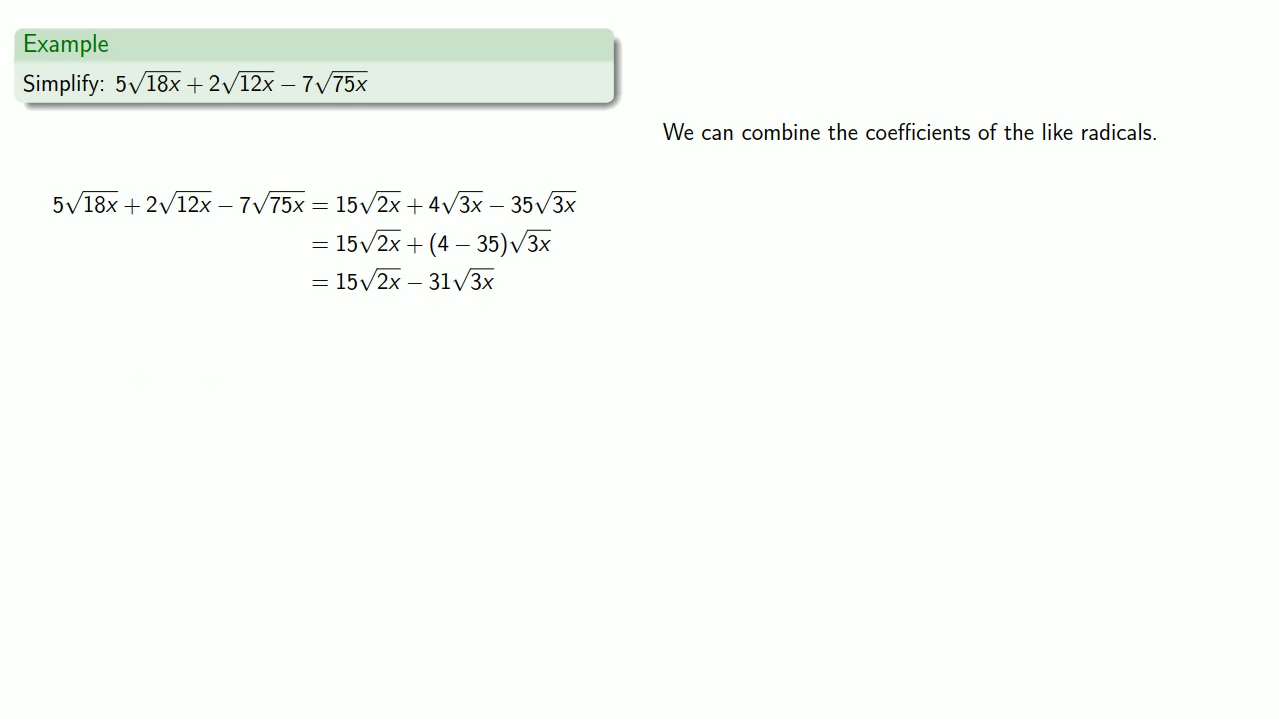 Example
Simplify: 5√18x + 2√12x − 7√75x
We can combine the coefficients of the like radicals.
5√18x + 2√12x − 7√75x = 15√2x + 4√3x − 35√3x
= 15√2x + (4 − 35)√3x
= 15√2x − 31√3x